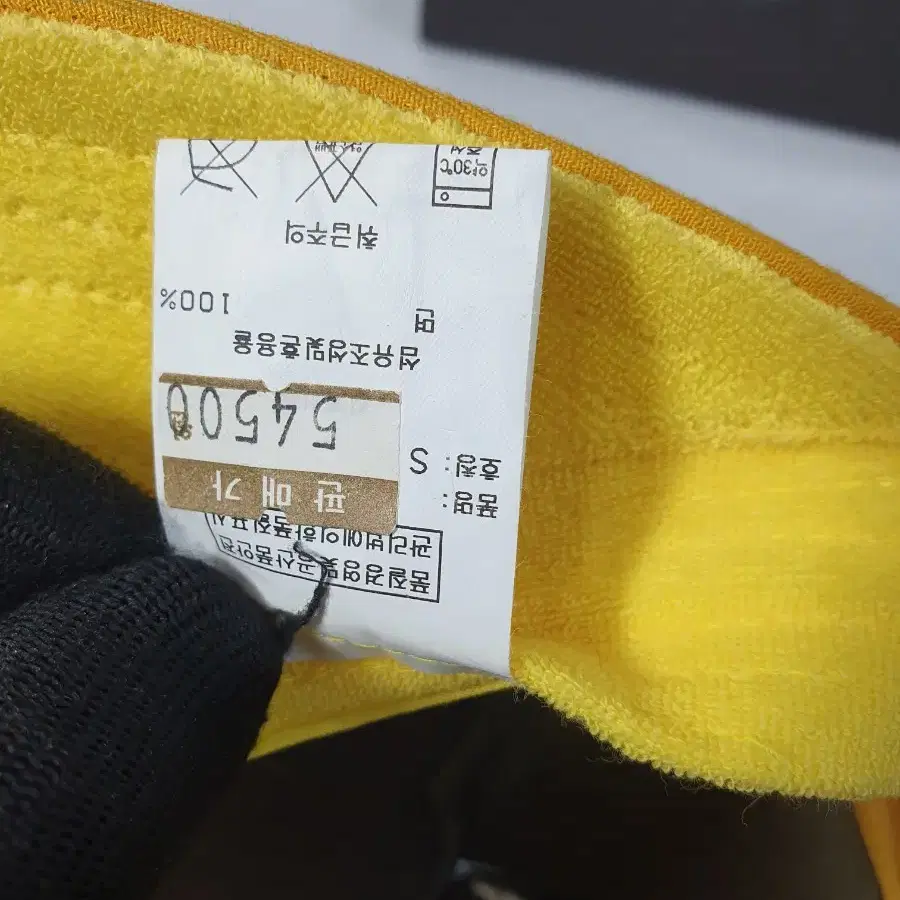 품질경영및공산품안전
관리법에의한품질표시
품명:
판매가
호칭: S
54500
섬유조성및혼용율
면 100%
취급주의
약30℃
중성